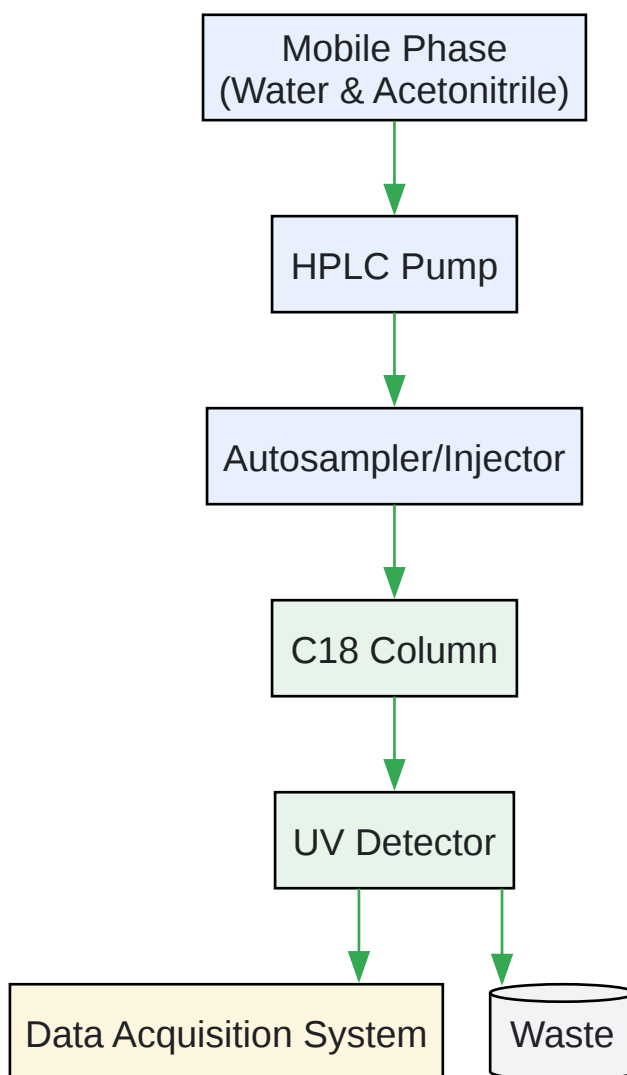 Mobile Phase
(Water & Acetonitrile)
HPLC Pump
Autosampler/Injector
C18 Column
UV Detector
Data Acquisition System
Waste